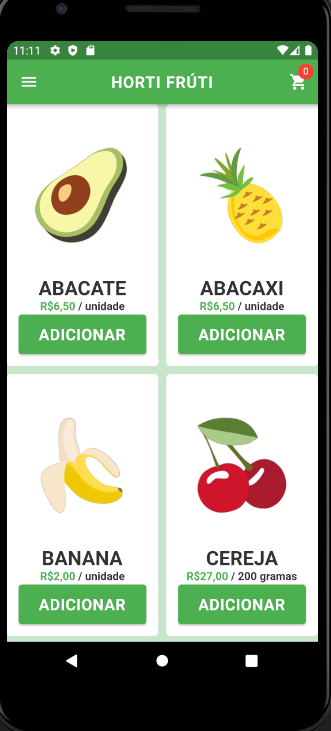 11:11
HORTI FRÚTI
0
ABACATE
R$6,50 / unidade
ADICIONAR
ABACAXI
R$6,50 / unidade
ADICIONAR
BANANA
R$2,00 / unidade
ADICIONAR
CEREJA
R$27,00 / 200 gramas
ADICIONAR